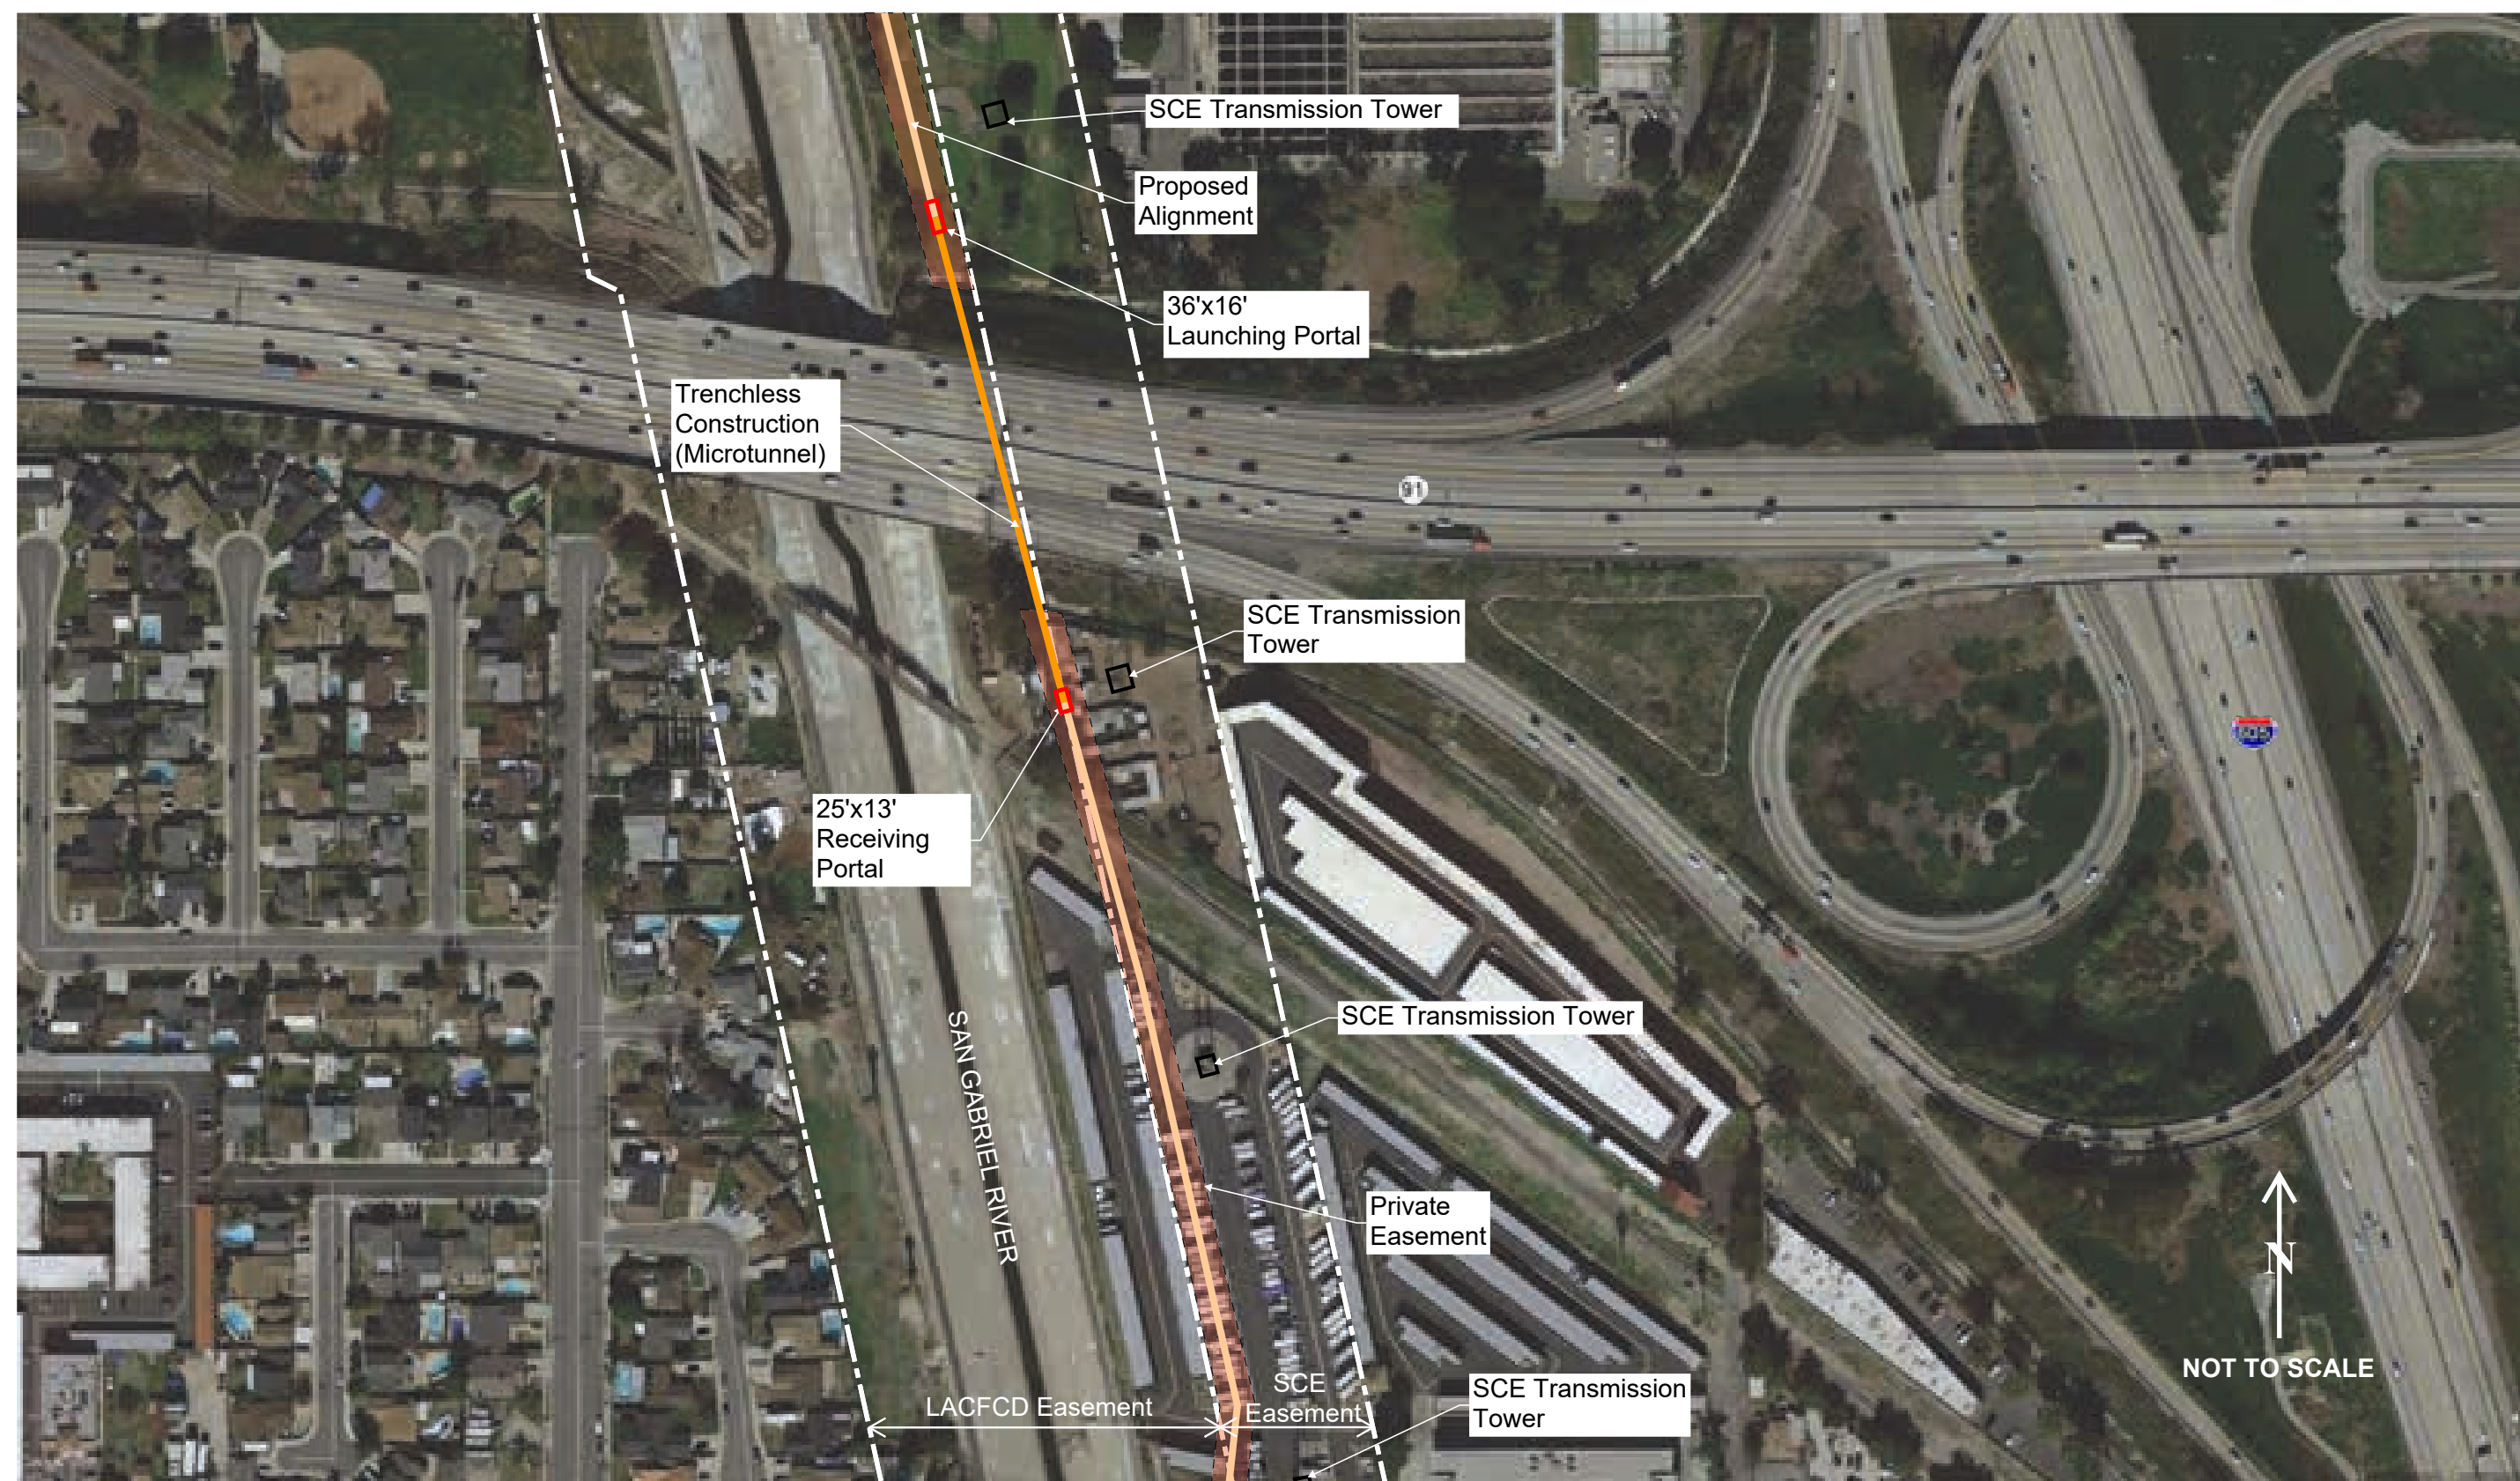 SCE Transmission Tower
Proposed
Alignment
36'x16'
Launching Portal
Trenchless
Construction
(Microtunnel)
91
SCE Transmission
Tower
605
25'x13'
Receiving
Portal
SCE Transmission Tower
SAN GABRIEL RIVER
Private
Easement
N
NOT TO SCALE
SCE
Easement
LACFCD Easement
SCE Transmission
Tower